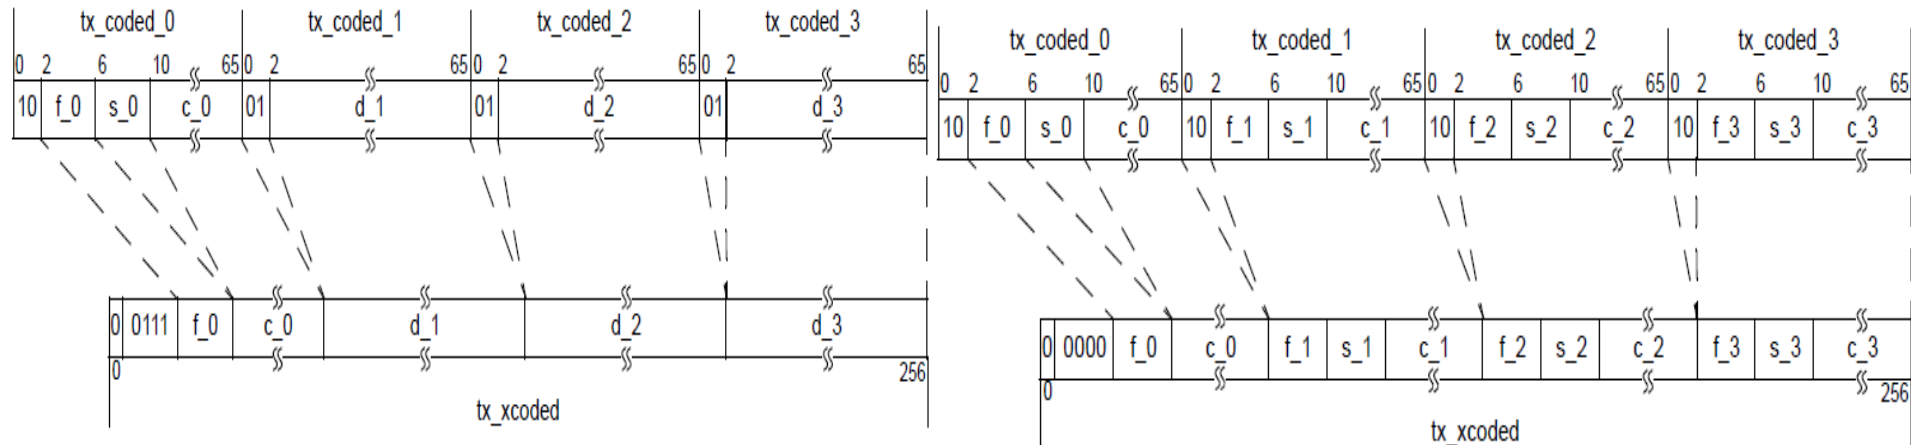 tx_coded_0 tx_coded_1 tx_coded_2 tx_coded_3
0 2 6 10 65 0 2 65 0 2 65 0 2 65
10 f_0 s_0 c_0 01 d_1 01 d_2 01 d_3
0 0111 f_0 c_0 d_1 d_2 d_3
0 256
tx_xcoded
tx_coded_0 tx_coded_1 tx_coded_2 tx_coded_3
0 2 6 10 65 0 2 6 10 65 0 2 6 10 65 0 2 6 10 65
10 f_0 s_0 c_0 10 f_1 s_1 c_1 10 f_2 s_2 c_2 10 f_3 s_3 c_3
0 0000 f_0 c_0 f_1 s_1 c_1 f_2 s_2 c_2 f_3 s_3 c_3
0 256
tx_xcoded